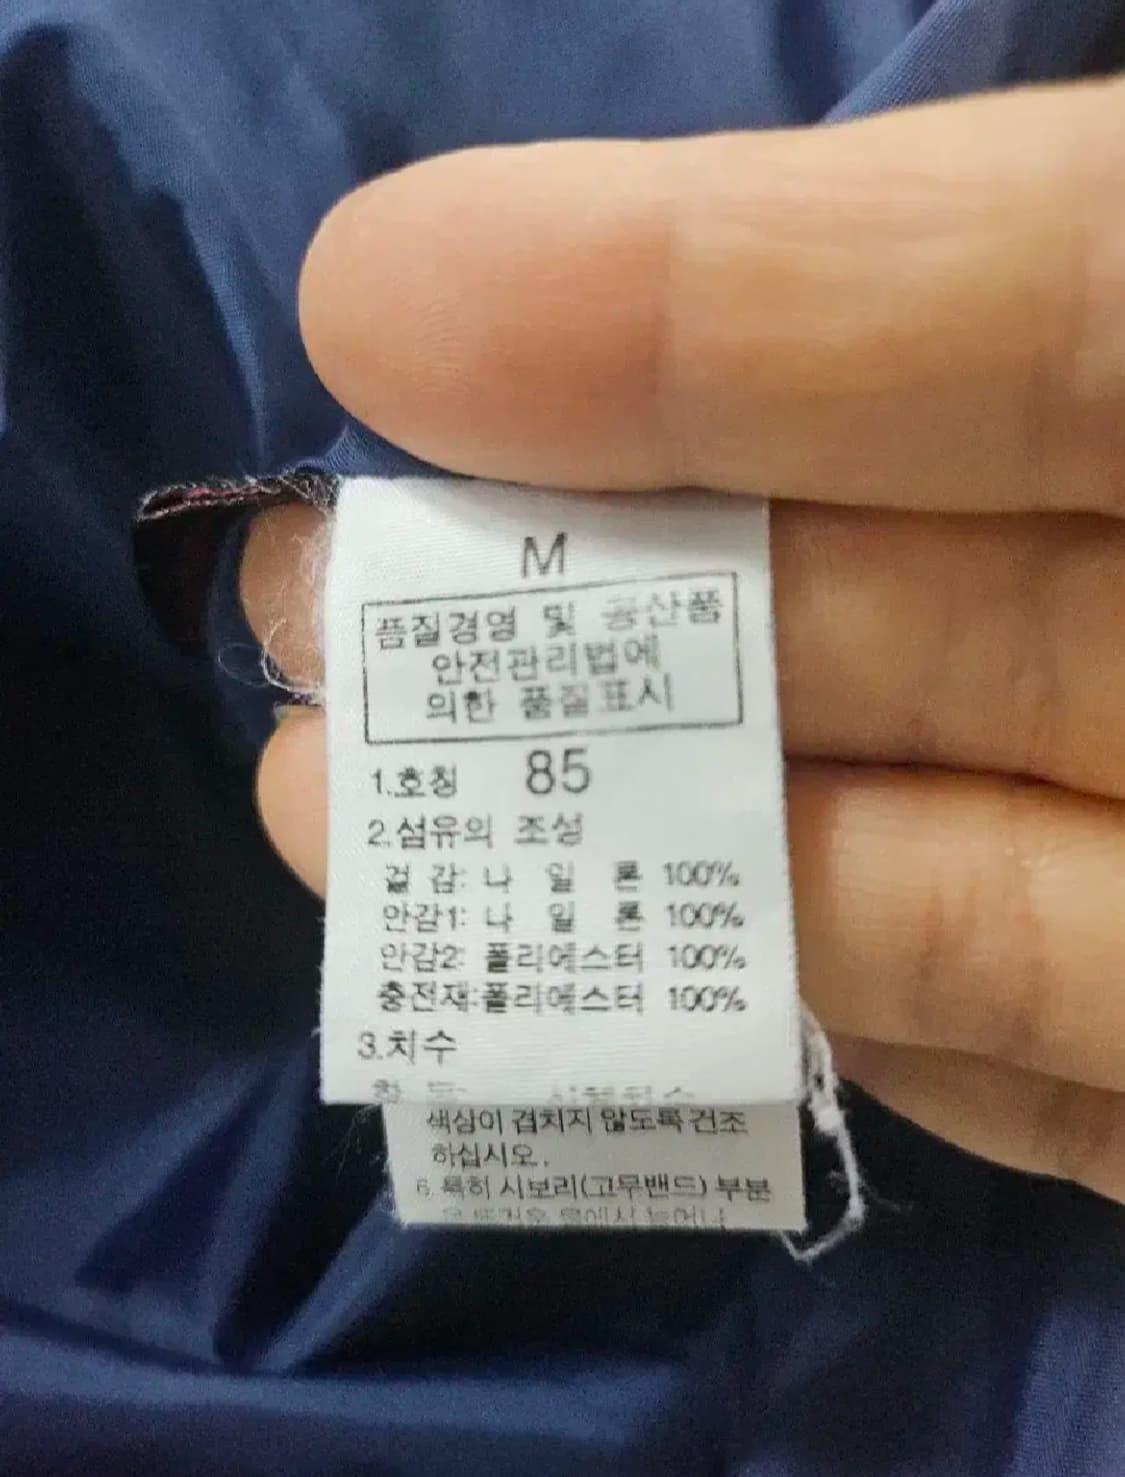 M
품질경영 및 공산품
안전관리법에
의한 품질표시
1.호칭 85
2.섬유의 조성
겉 감: 나 일 론 100%
안감1: 나 일 론 100%
안감2: 폴리에스터 100%
충전재:폴리에스터 100%
3.치수
색상이 겹치지 않도록 건조
하십시오.
6. 특히 시보리(고무밴드) 부분